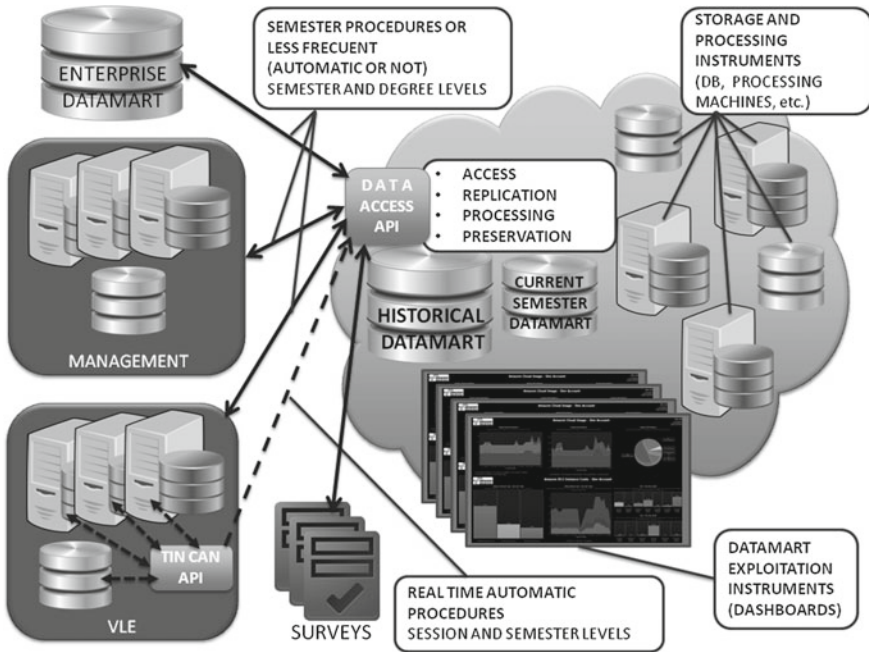 ENTERPRISE
DATAMART
SEMESTER PROCEDURES OR
LESS FRECUENT
(AUTOMATIC OR NOT)
SEMESTER AND DEGREE LEVELS
STORAGE AND
PROCESSING
INSTRUMENTS
(DB, PROCESSING
MACHINES, etc.)
DATA
ACCESS
API
• ACCESS
• REPLICATION
• PROCESSING
• PRESERVATION
MANAGEMENT
HISTORICAL
DATAMART
CURRENT
SEMESTER
DATAMART
TIN CAN
API
VLE
SURVEYS
REAL TIME AUTOMATIC
PROCEDURES
SESSION AND SEMESTER LEVELS
DATAMART
EXPLOITATION
INSTRUMENTS
(DASHBOARDS)